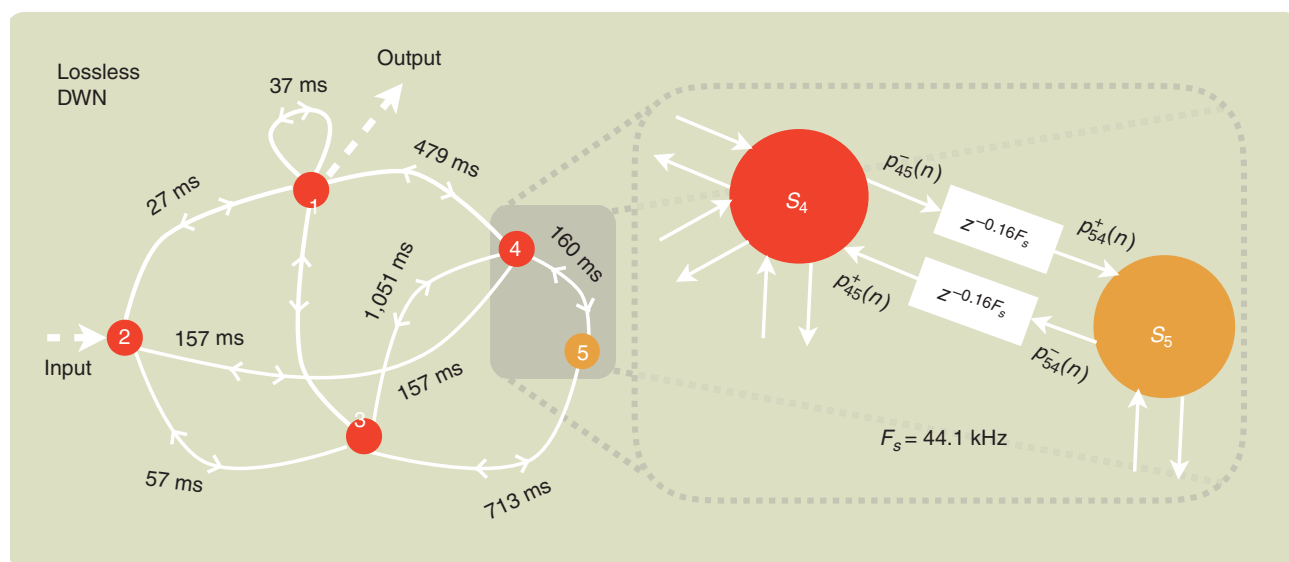 Lossless
DWN
37 ms
Output
27 ms
1
479 ms
4
160 ms
1,051 ms
2
Input
157 ms
157 ms
5
3
57 ms
713 ms
S4
p−45(n)
z−0.16Fs
p+54(n)
p+45(n)
z−0.16Fs
p−54(n)
S5
Fs = 44.1 kHz